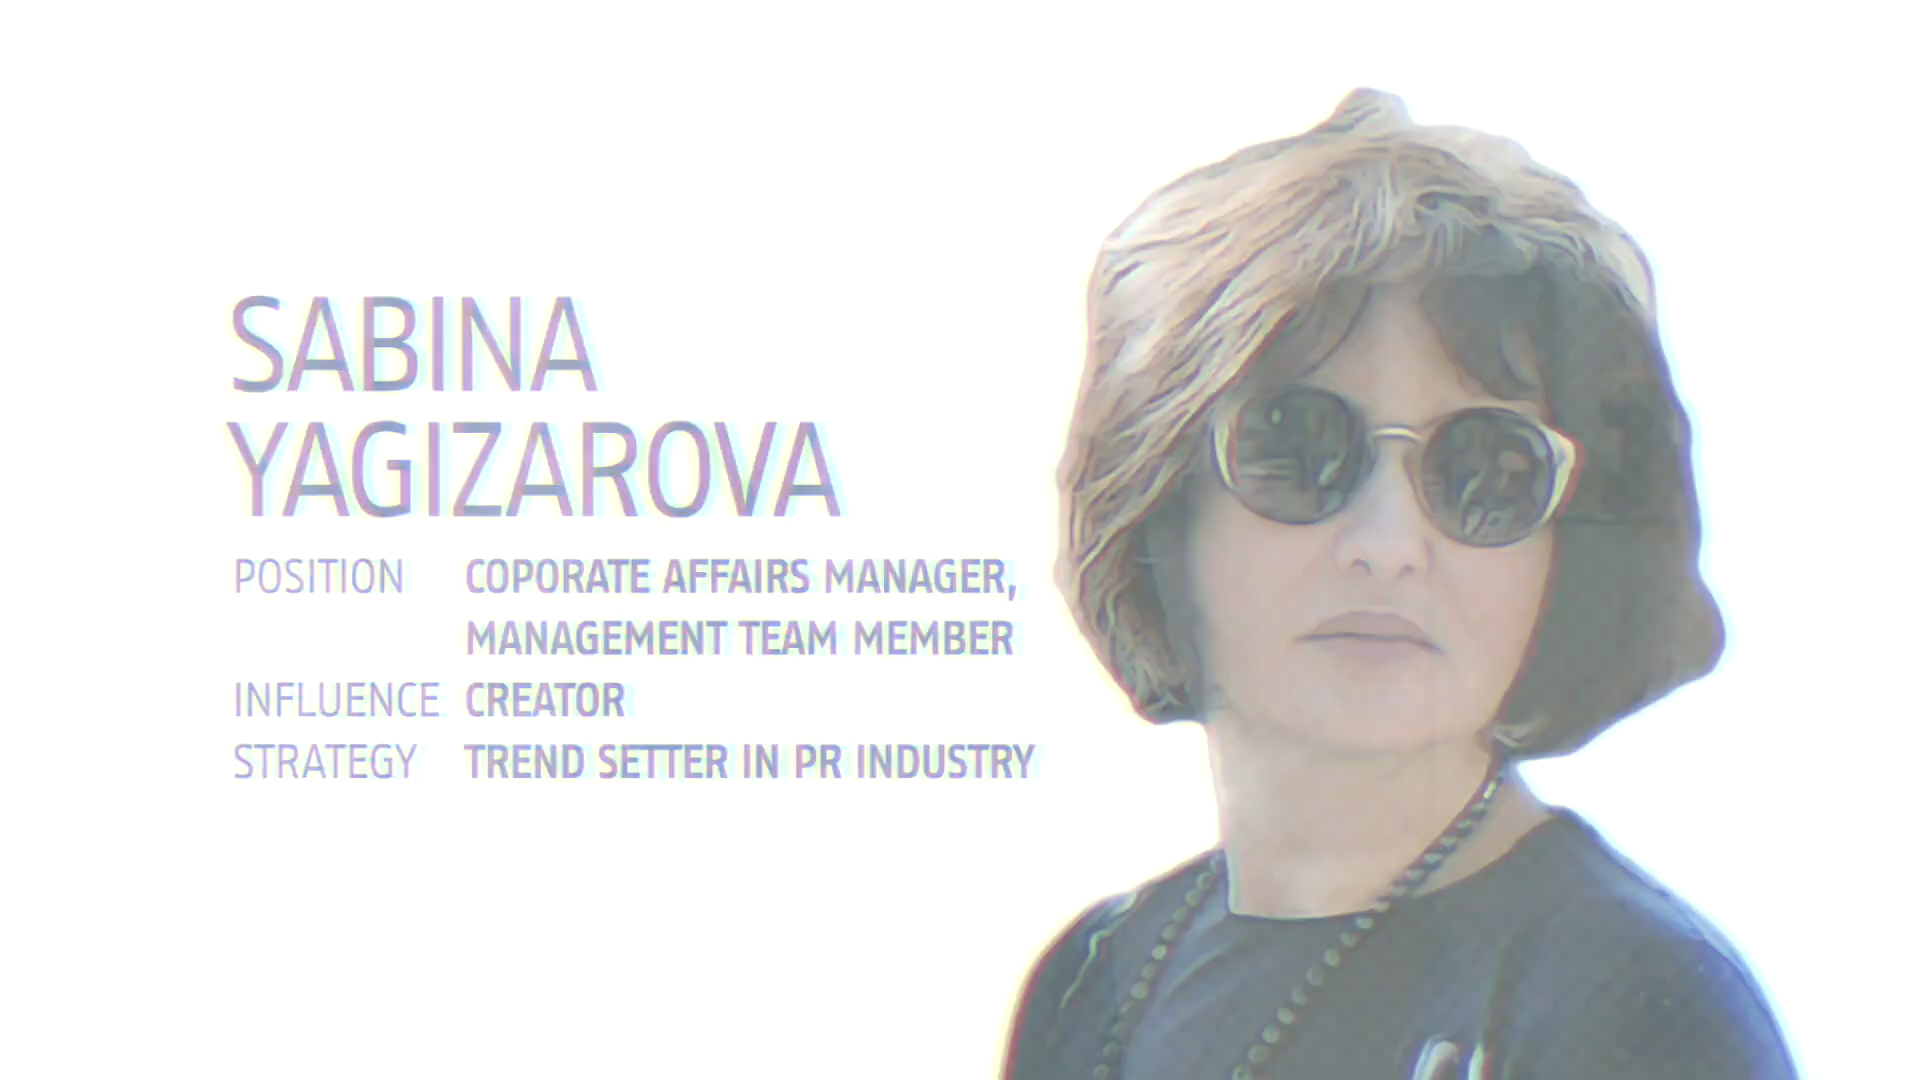 SABINA
YAGIZAROVA
POSITION COPORATE AFFAIRS MANAGER,
MANAGEMENT TEAM MEMBER
INFLUENCE CREATOR
STRATEGY TREND SETTER IN PR INDUSTRY